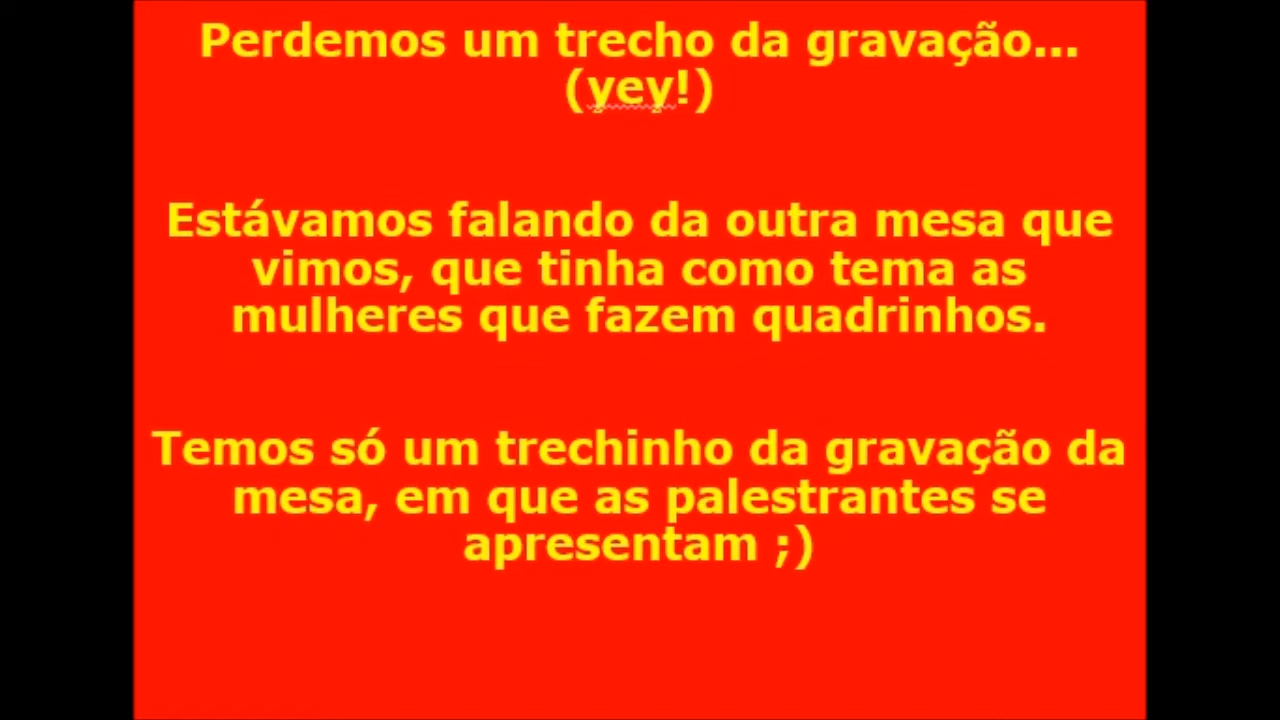 Perdemos um trecho da gravação...
(yey!)
Estávamos falando da outra mesa que
vimos, que tinha como tema as
mulheres que fazem quadrinhos.
Temos só um trechinho da gravação da
mesa, em que as palestrantes se
apresentam ;)